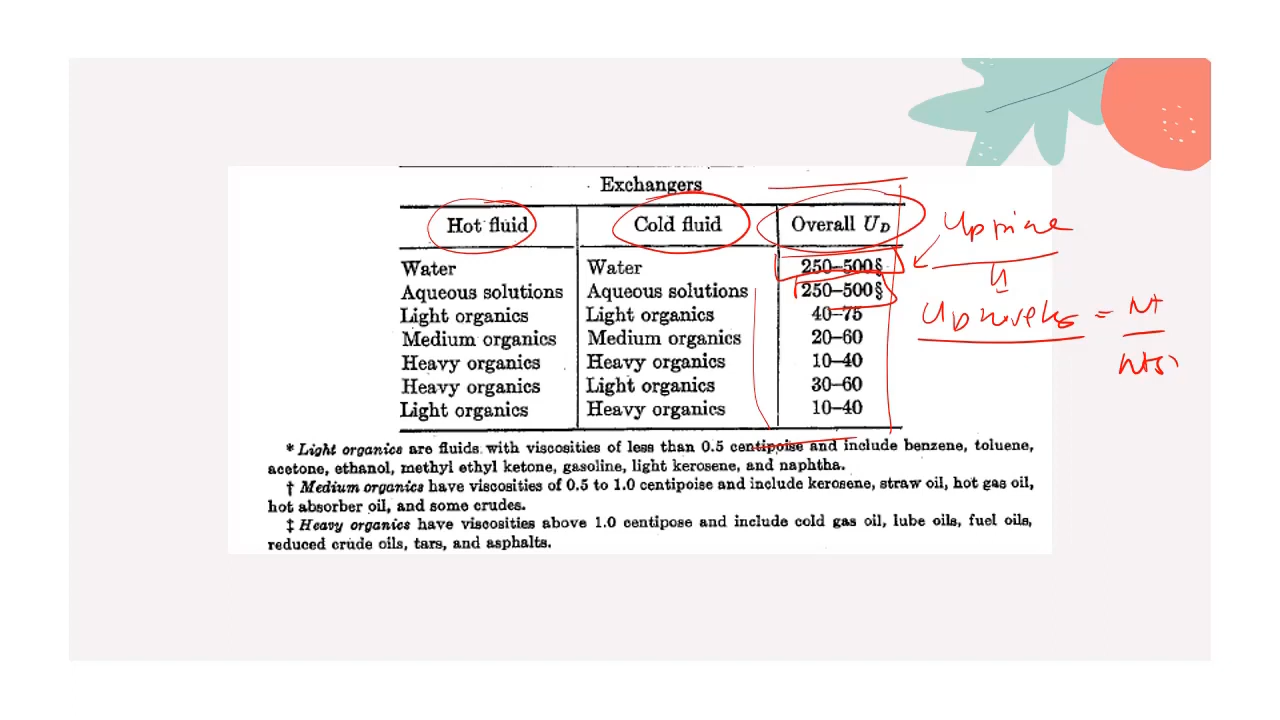 Exchangers
Hot fluid Cold fluid Overall U_D
Water Water 250–500§
Aqueous solutions Aqueous solutions 250–500§
Light organics Light organics 40–75
Medium organics Medium organics 20–60
Heavy organics Heavy organics 10–40
Heavy organics Light organics 30–60
Light organics Heavy organics 10–40
* Light organics are fluids with viscosities of less than 0.5 centipoise and include benzene, toluene,
acetone, ethanol, methyl ethyl ketone, gasoline, light kerosene, and naphtha.
† Medium organics have viscosities of 0.5 to 1.0 centipoise and include kerosene, straw oil, hot gas oil,
hot absorber oil, and some crudes.
‡ Heavy organics have viscosities above 1.0 centipose and include cold gas oil, lube oils, fuel oils,
reduced crude oils, tars, and asphalts.
U_D
U_D =